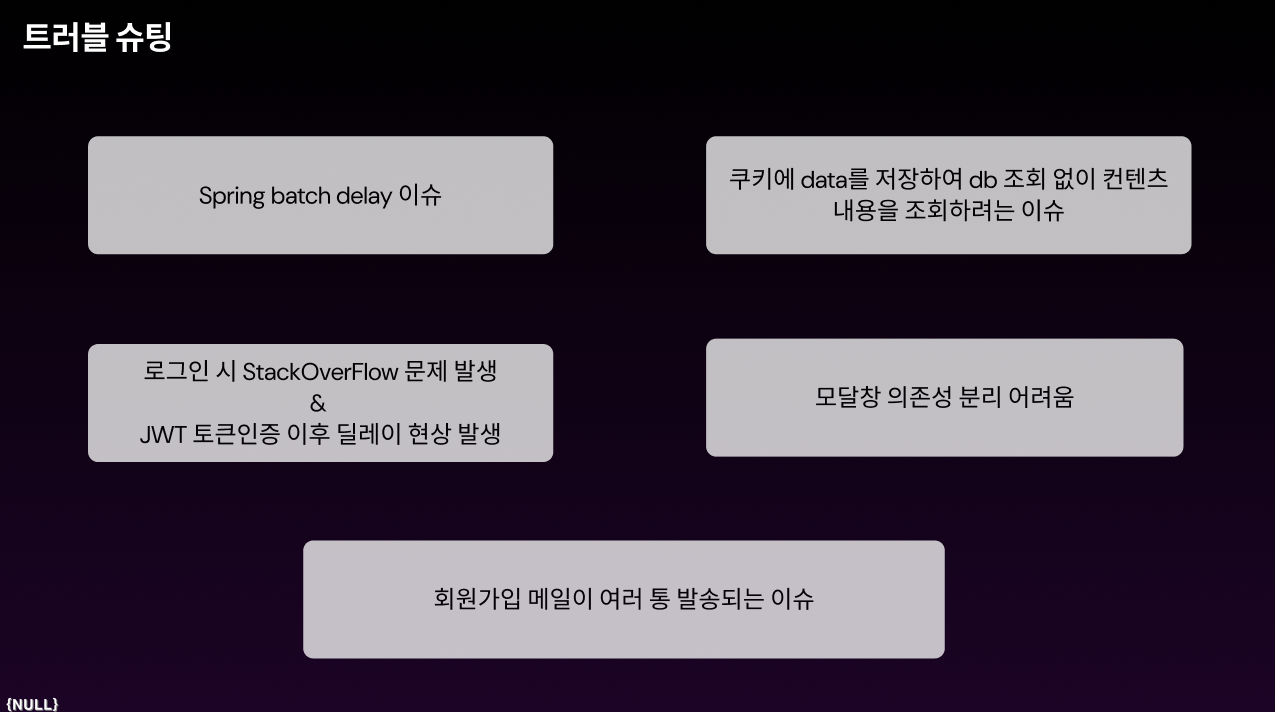 트러블 슈팅
Spring batch delay 이슈
쿠키에 data를 저장하여 db 조회 없이 컨텐츠
내용을 조회하려는 이슈
로그인 시 StackOverFlow 문제 발생
&
JWT 토큰인증 이후 딜레이 현상 발생
모달창 의존성 분리 어려움
회원가입 메일이 여러 통 발송되는 이슈
{NULL}